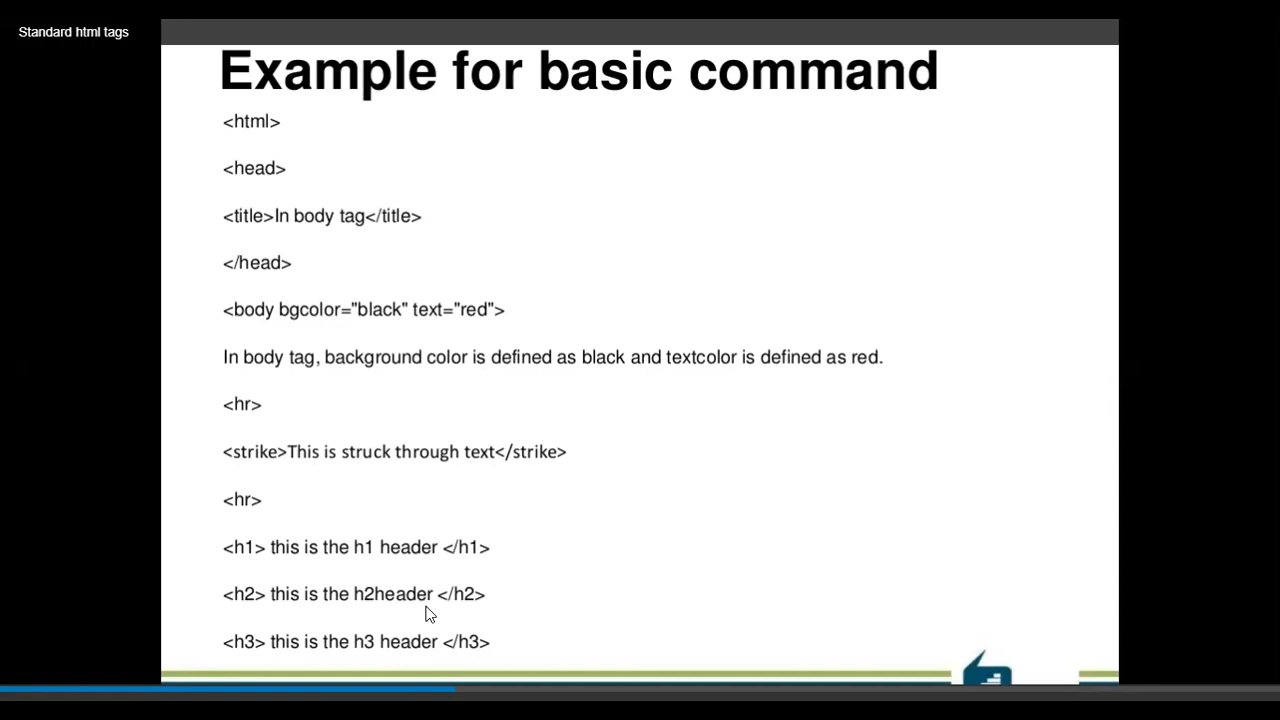 Standard html tags
Example for basic command
<html>
<head>
<title>In body tag</title>
</head>
<body bgcolor="black" text="red">
In body tag, background color is defined as black and textcolor is defined as red.
<hr>
<strike>This is struck through text</strike>
<hr>
<h1> this is the h1 header </h1>
<h2> this is the h2header </h2>
<h3> this is the h3 header </h3>